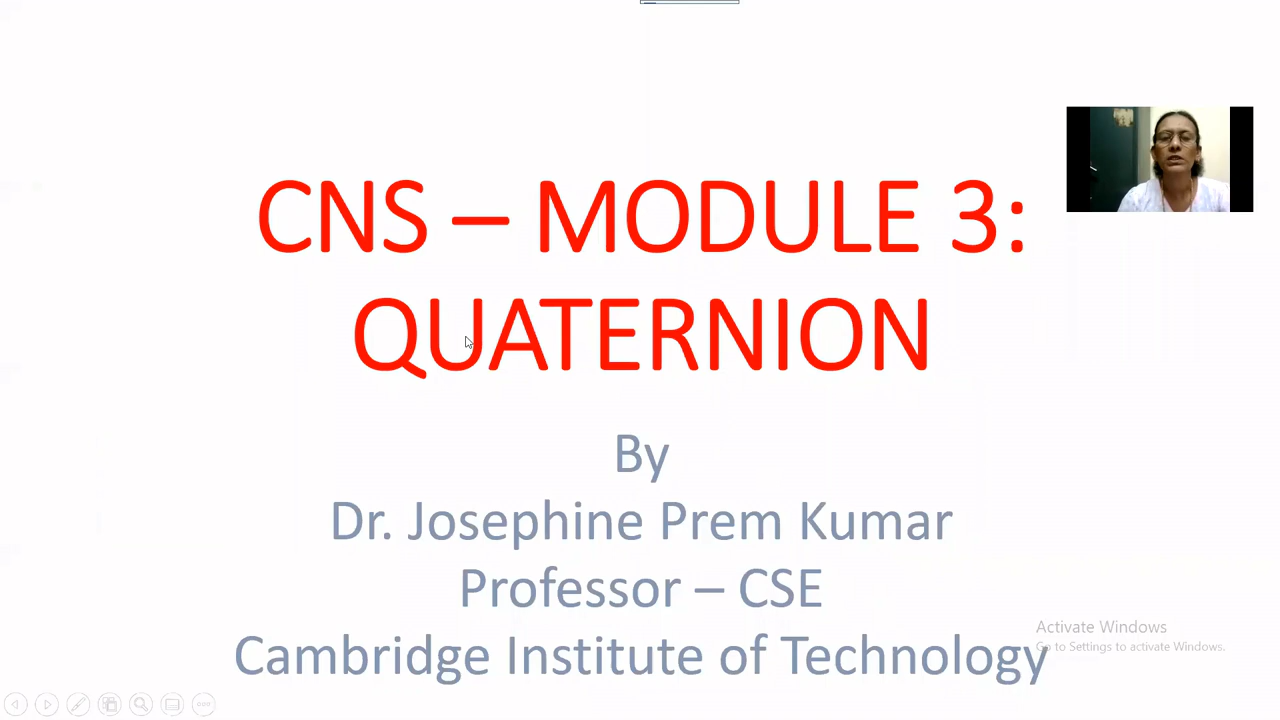 CNS – MODULE 3:
QUATERNION
By
Dr. Josephine Prem Kumar
Professor – CSE
Cambridge Institute of Technology
Activate Windows
Go to Settings to activate Windows.